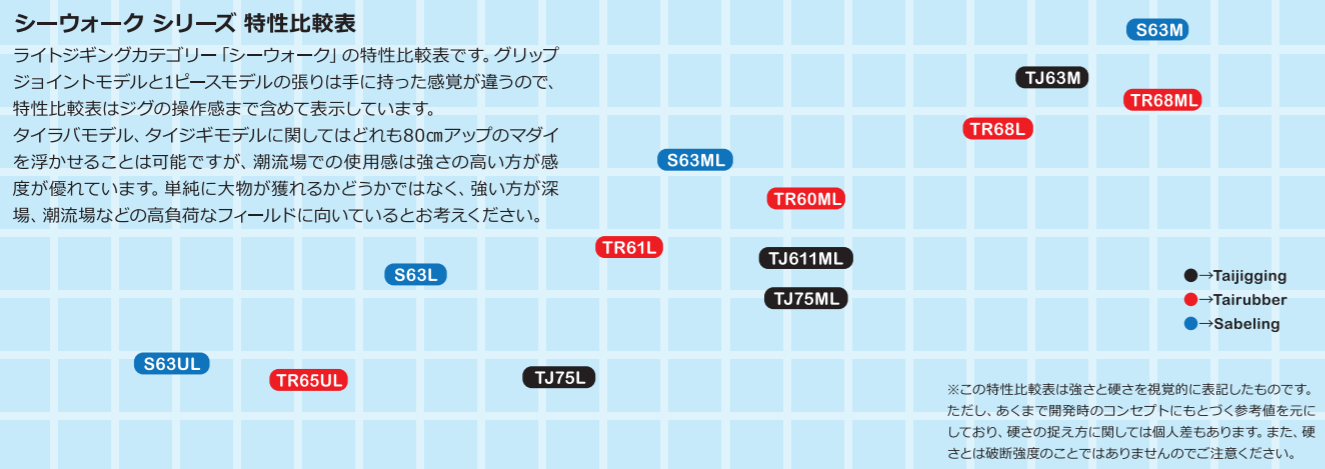 シーウォーク シリーズ 特性比較表
ライトジギングカテゴリー「シーウォーク」の特性比較表です。グリップ
ジョイントモデルと1ピースモデルの張りは手に持った感覚が違うので、
特性比較表はジグの操作感まで含めて表示しています。
タイラバモデル、タイジギモデルに関してはどれも80㎝アップのマダイ
を浮かせることは可能ですが、潮流場での使用感は強さの高い方が感
度が優れています。単純に大物が獲れるかどうかではなく、強い方が深
場、潮流場などの高負荷なフィールドに向いているとお考えください。
S63M
TJ63M
TR68ML
TR68L
S63ML
TR60ML
TR61L
TJ611ML
S63L
TJ75ML
S63UL
TR65UL
TJ75L
●→Taijigging
●→Tairubber
●→Sabeling
※この特性比較表は強さと硬さを視覚的に表記したものです。
ただし、あくまで開発時のコンセプトにもとづく参考値を元に
しており、硬さの捉え方に関しては個人差もあります。また、硬
さとは破断強度のことではありませんのでご注意ください。